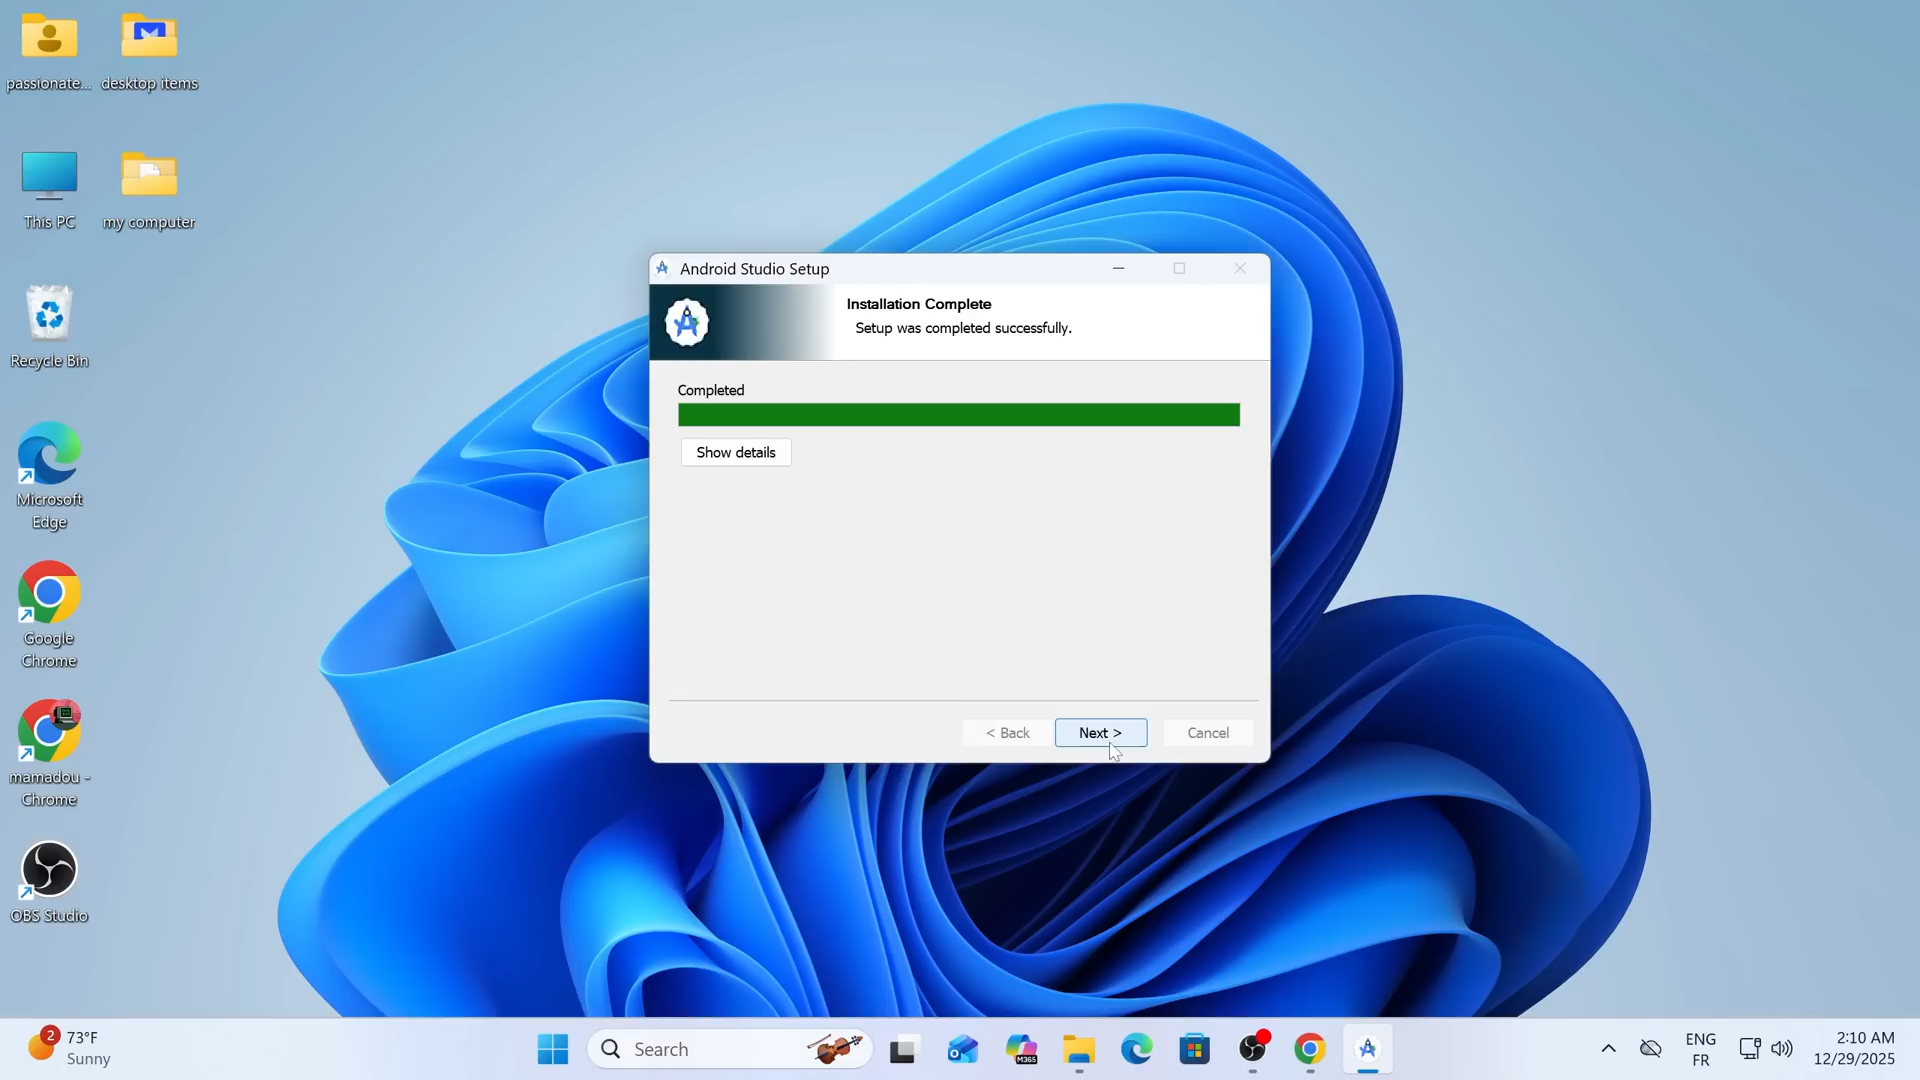 passionate...
desktop items
This PC
my computer
Recycle Bin
Microsoft
Edge
Google
Chrome
mamadou -
Chrome
OBS Studio
Android Studio Setup
Installation Complete
Setup was completed successfully.
Completed
Show details
< Back
Next >
Cancel
2
73°F
Sunny
Search
M365
ENG
FR
2:10 AM
12/29/2025